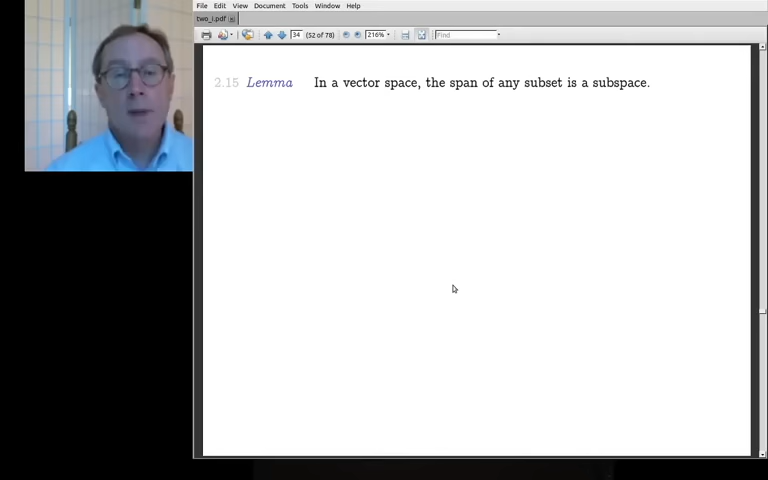 File Edit View Document Tools Window Help
two_i.pdf
34 (52 of 78) 216% Find
2.15 Lemma In a vector space, the span of any subset is a subspace.